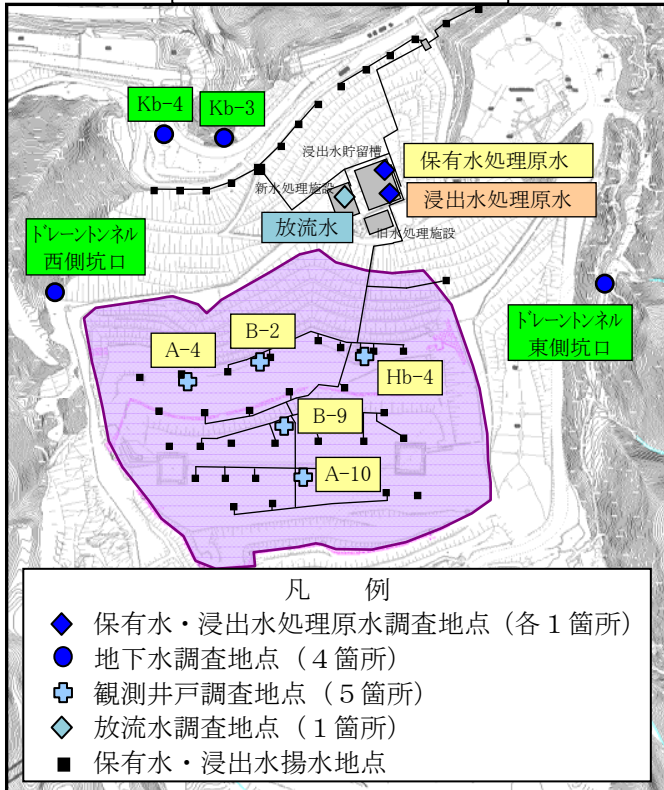 Kb-4
Kb-3
浸出水貯留槽
保有水処理原水
新水処理施設
浸出水処理原水
放流水
旧水処理施設
ﾄﾞﾚｰﾝトンネル
西側坑口
ﾄﾞﾚｰﾝトンネル
東側坑口
B-2
A-4
Hb-4
B-9
A-10
凡　例
保有水・浸出水処理原水調査地点（各１箇所）
地下水調査地点（４箇所）
観測井戸調査地点（５箇所）
放流水調査地点（１箇所）
保有水・浸出水揚水地点